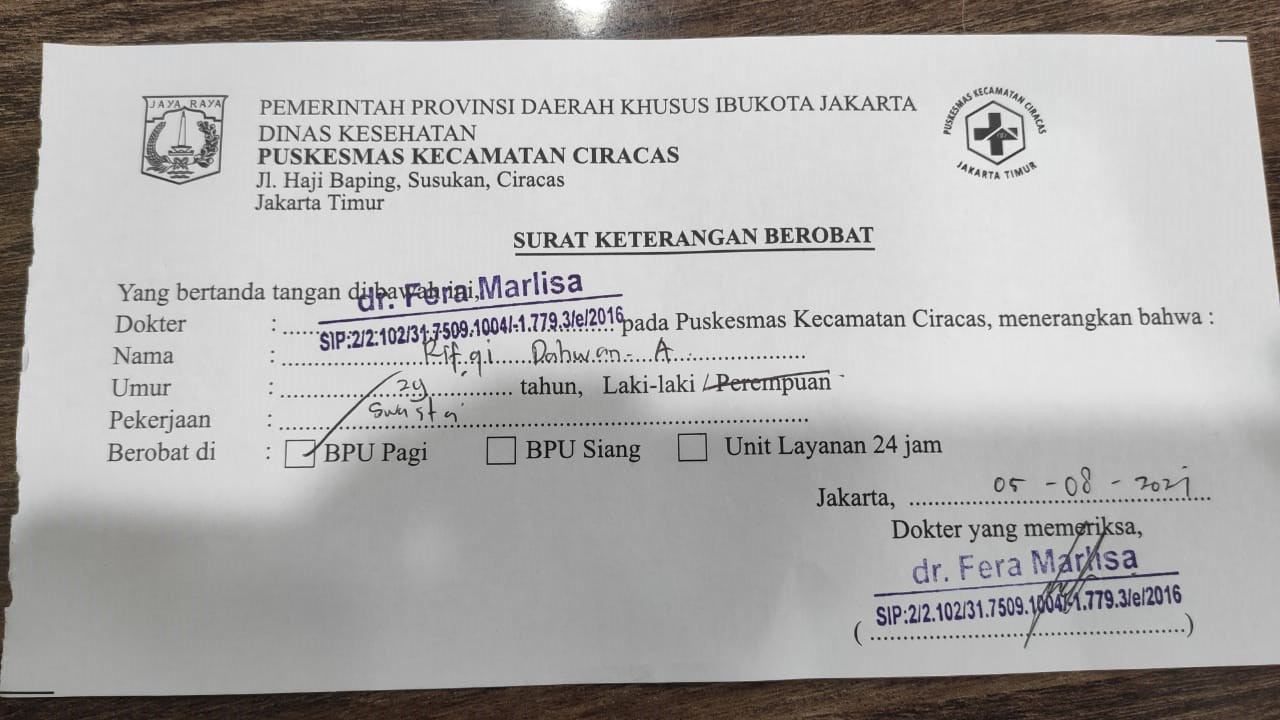 JAYA RAYA
PEMERINTAH PROVINSI DAERAH KHUSUS IBUKOTA JAKARTA
DINAS KESEHATAN
PUSKESMAS KECAMATAN CIRACAS
Jl. Haji Baping, Susukan, Ciracas
Jakarta Timur
PUSKESMAS KECAMATAN CIRACAS
JAKARTA TIMUR
SURAT KETERANGAN BEROBAT
Yang bertanda tangan dibawah ini,
dr. Fera Marlisa
SIP:2/2.102/31.7509.1004/-1.779.3/e/2016
Dokter : pada Puskesmas Kecamatan Ciracas, menerangkan bahwa :
Nama : Rifqi A
Umur : tahun, Laki-laki / Perempuan
Pekerjaan : Swasta
Berobat di : BPU Pagi BPU Siang Unit Layanan 24 jam
Jakarta, 05 - 08 - 2021
Dokter yang memeriksa,
dr. Fera Marlisa
SIP:2/2.102/31.7509.1004/-1.779.3/e/2016
(..............................)